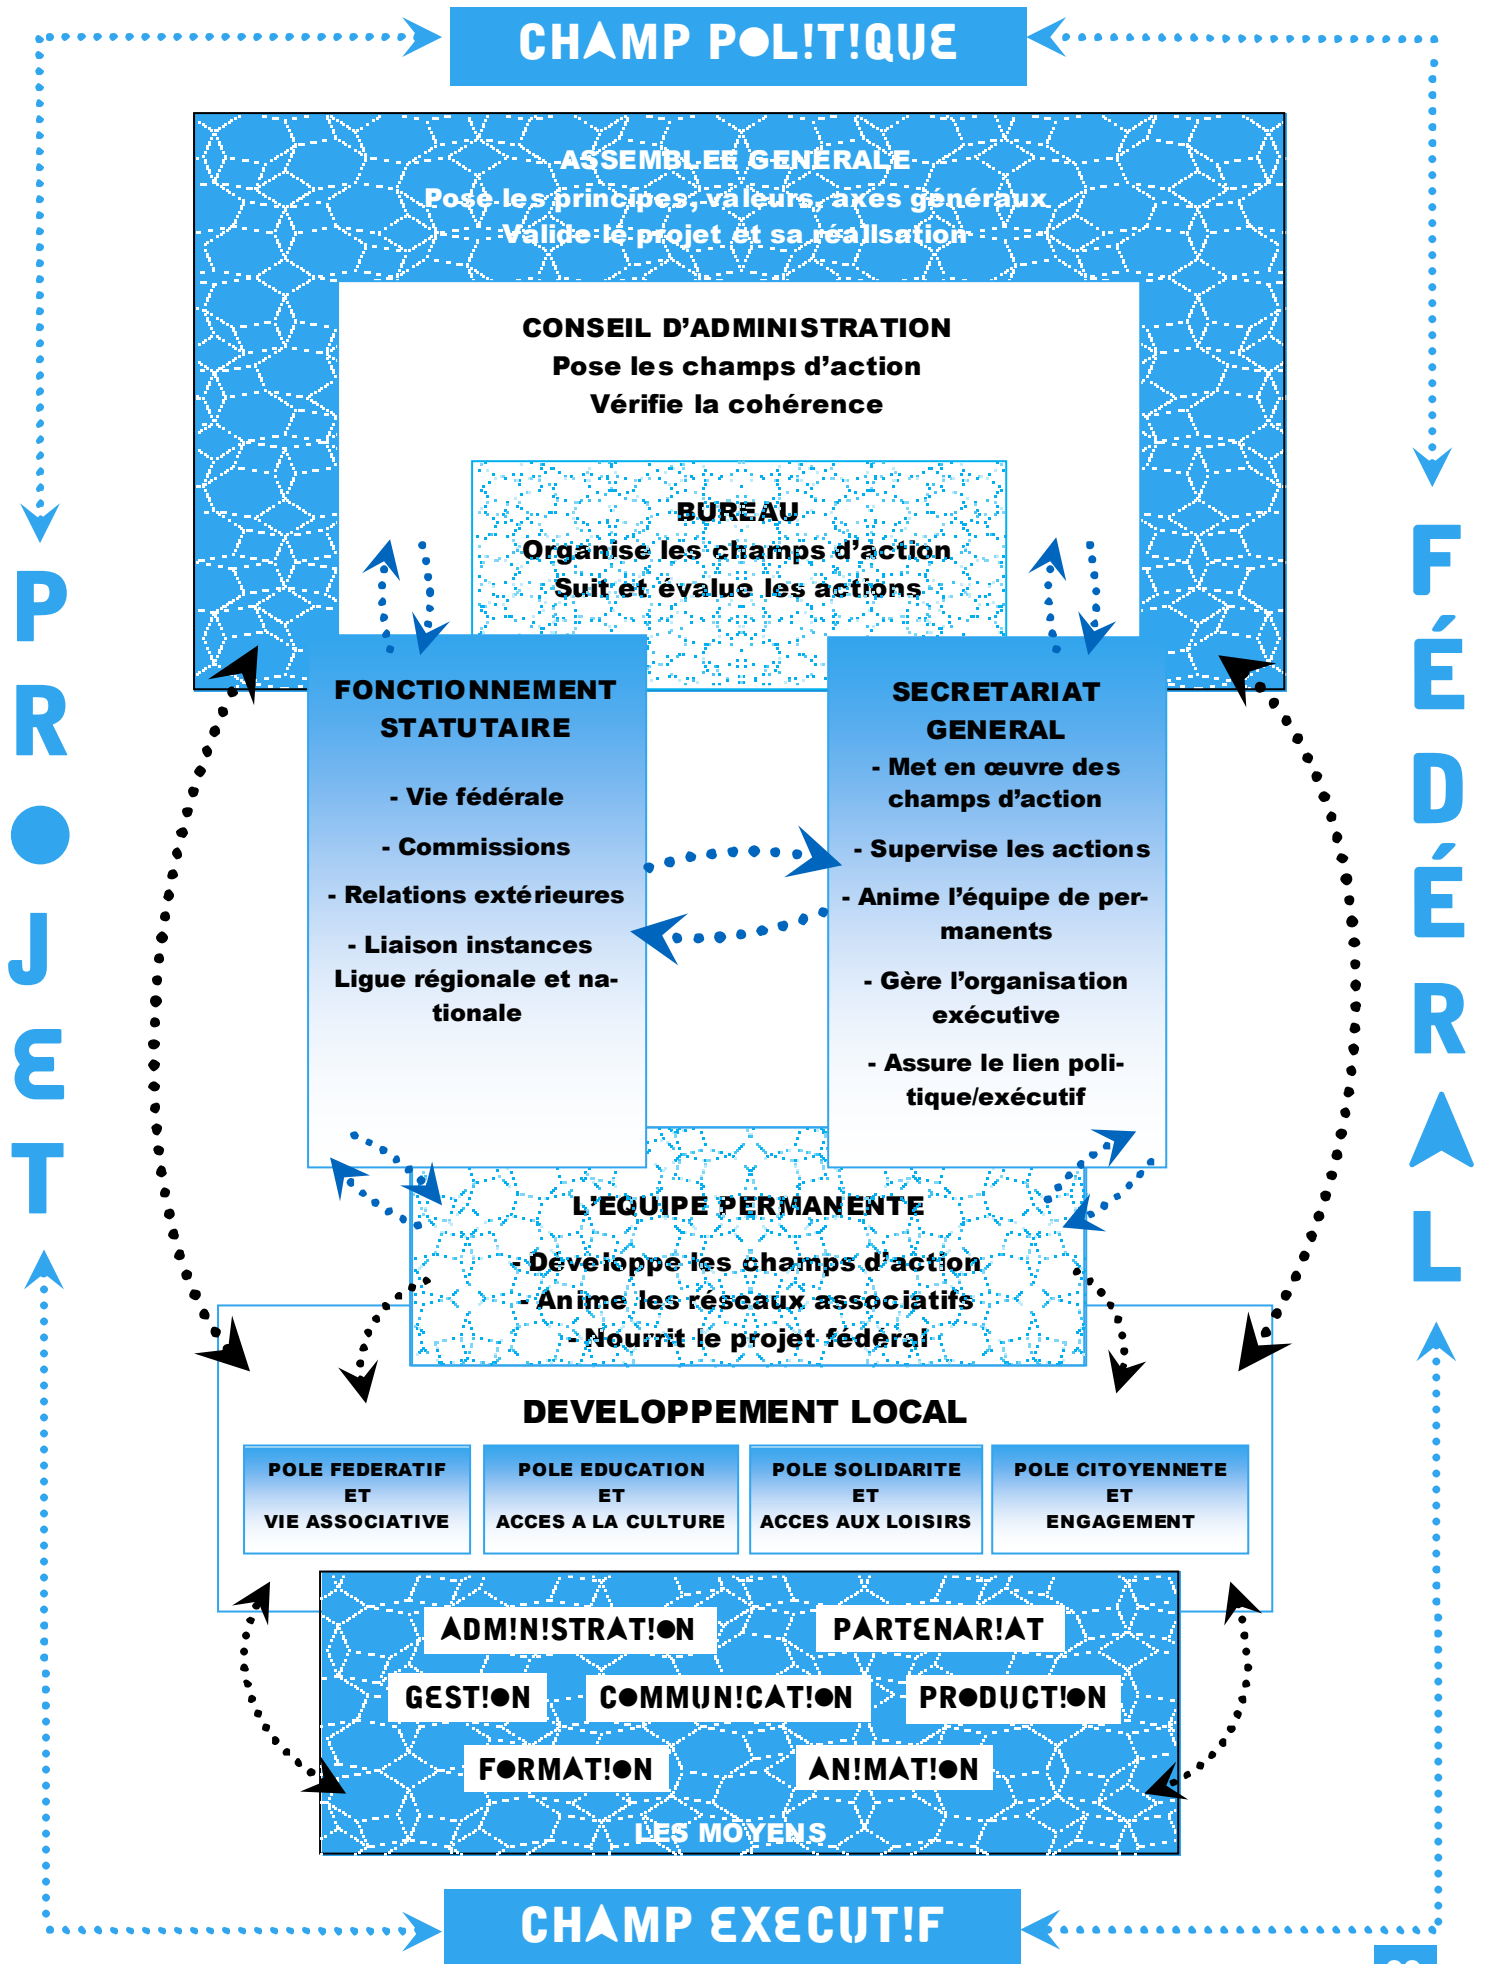 CHAMP POL!T!QUE
ASSEMBLEE GENERALE
Pose les principes, valeurs, axes généraux
Valide le projet et sa réalisation
CONSEIL D'ADMINISTRATION
Pose les champs d'action
Vérifie la cohérence
BUREAU
Organise les champs d'action
Suit et évalue les actions
PROJET
FÉDÉRAL
FONCTIONNEMENT
STATUTAIRE
- Vie fédérale
- Commissions
- Relations extérieures
- Liaison instances
Ligue régionale et na-
tionale
SECRETARIAT
GENERAL
- Met en œuvre des
champs d'action
- Supervise les actions
- Anime l'équipe de per-
manents
- Gère l'organisation
exécutive
- Assure le lien poli-
tique/exécutif
L'EQUIPE PERMANENTE
- Développe les champs d'action
- Anime les réseaux associatifs
- Nourrit le projet fédéral
DEVELOPPEMENT LOCAL
POLE FEDERATIF
ET
VIE ASSOCIATIVE
POLE EDUCATION
ET
ACCES A LA CULTURE
POLE SOLIDARITE
ET
ACCES AUX LOISIRS
POLE CITOYENNETE
ET
ENGAGEMENT
ADM!N!STRAT!ON
PARTENAR!AT
GEST!ON
COMMUN!CAT!ON
PRODUCT!ON
FORMAT!ON
AN!MAT!ON
LES MOYENS
CHAMP EXECUT!F